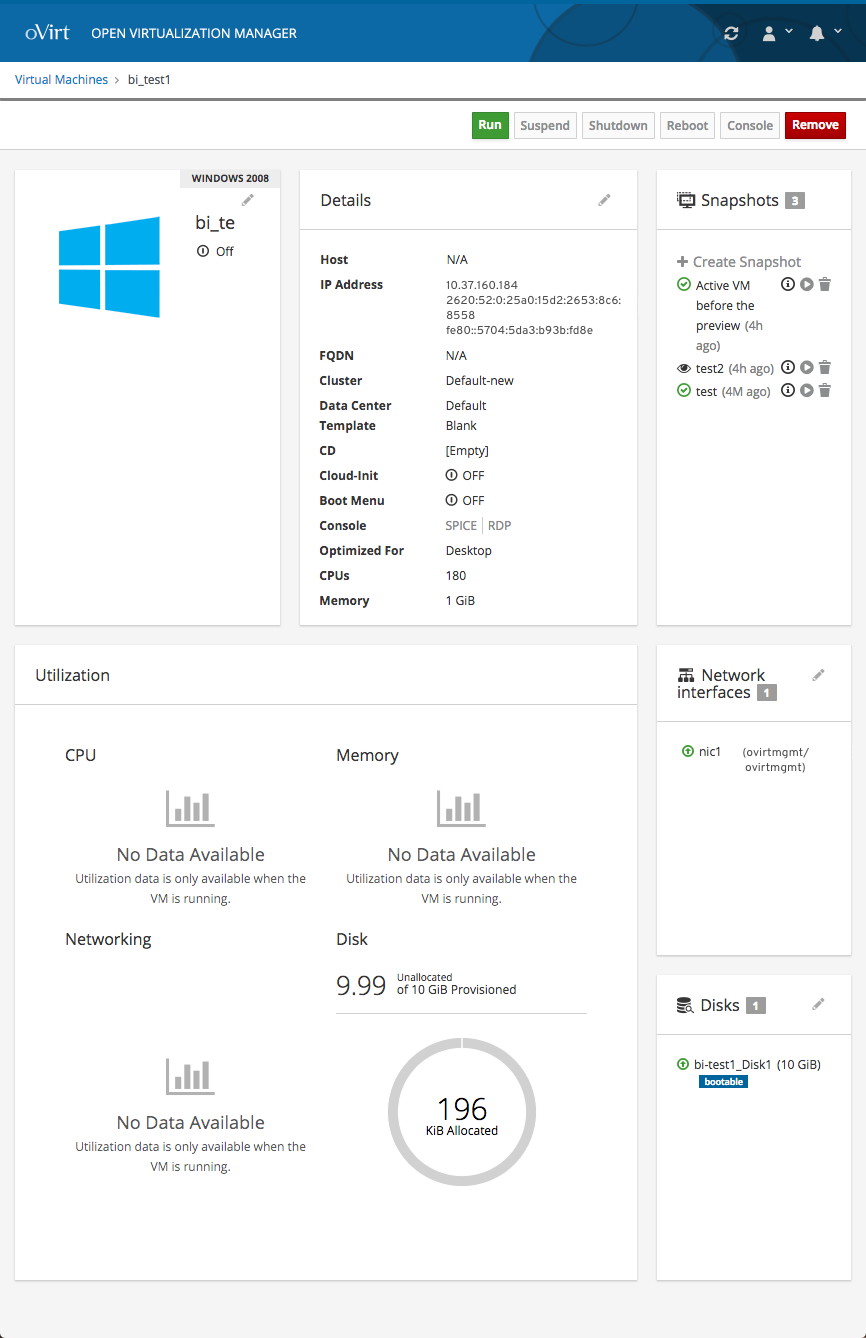 oVirt OPEN VIRTUALIZATION MANAGER
Virtual Machines > bi_test1
Run Suspend Shutdown Reboot Console Remove
WINDOWS 2008
bi_te
Off
Details
Host N/A
IP Address 10.37.160.184
2620:52:0:25a0:15d2:2653:8c6:
8558
fe80::5704:5da3:b93b:fd8e
FQDN N/A
Cluster Default-new
Data Center Default
Template Blank
CD [Empty]
Cloud-Init OFF
Boot Menu OFF
Console SPICE RDP
Optimized For Desktop
CPUs 180
Memory 1 GiB
Snapshots 3
Create Snapshot
Active VM
before the
preview (4h
ago)
test2 (4h ago)
test (4M ago)
Utilization
CPU
No Data Available
Utilization data is only available when the
VM is running.
Memory
No Data Available
Utilization data is only available when the
VM is running.
Networking
No Data Available
Utilization data is only available when the
VM is running.
Disk
9.99 Unallocated
of 10 GiB Provisioned
196
KiB Allocated
Network
interfaces 1
nic1 (ovirtmgmt/
ovirtmgmt)
Disks 1
bi-test1_Disk1 (10 GiB)
bootable